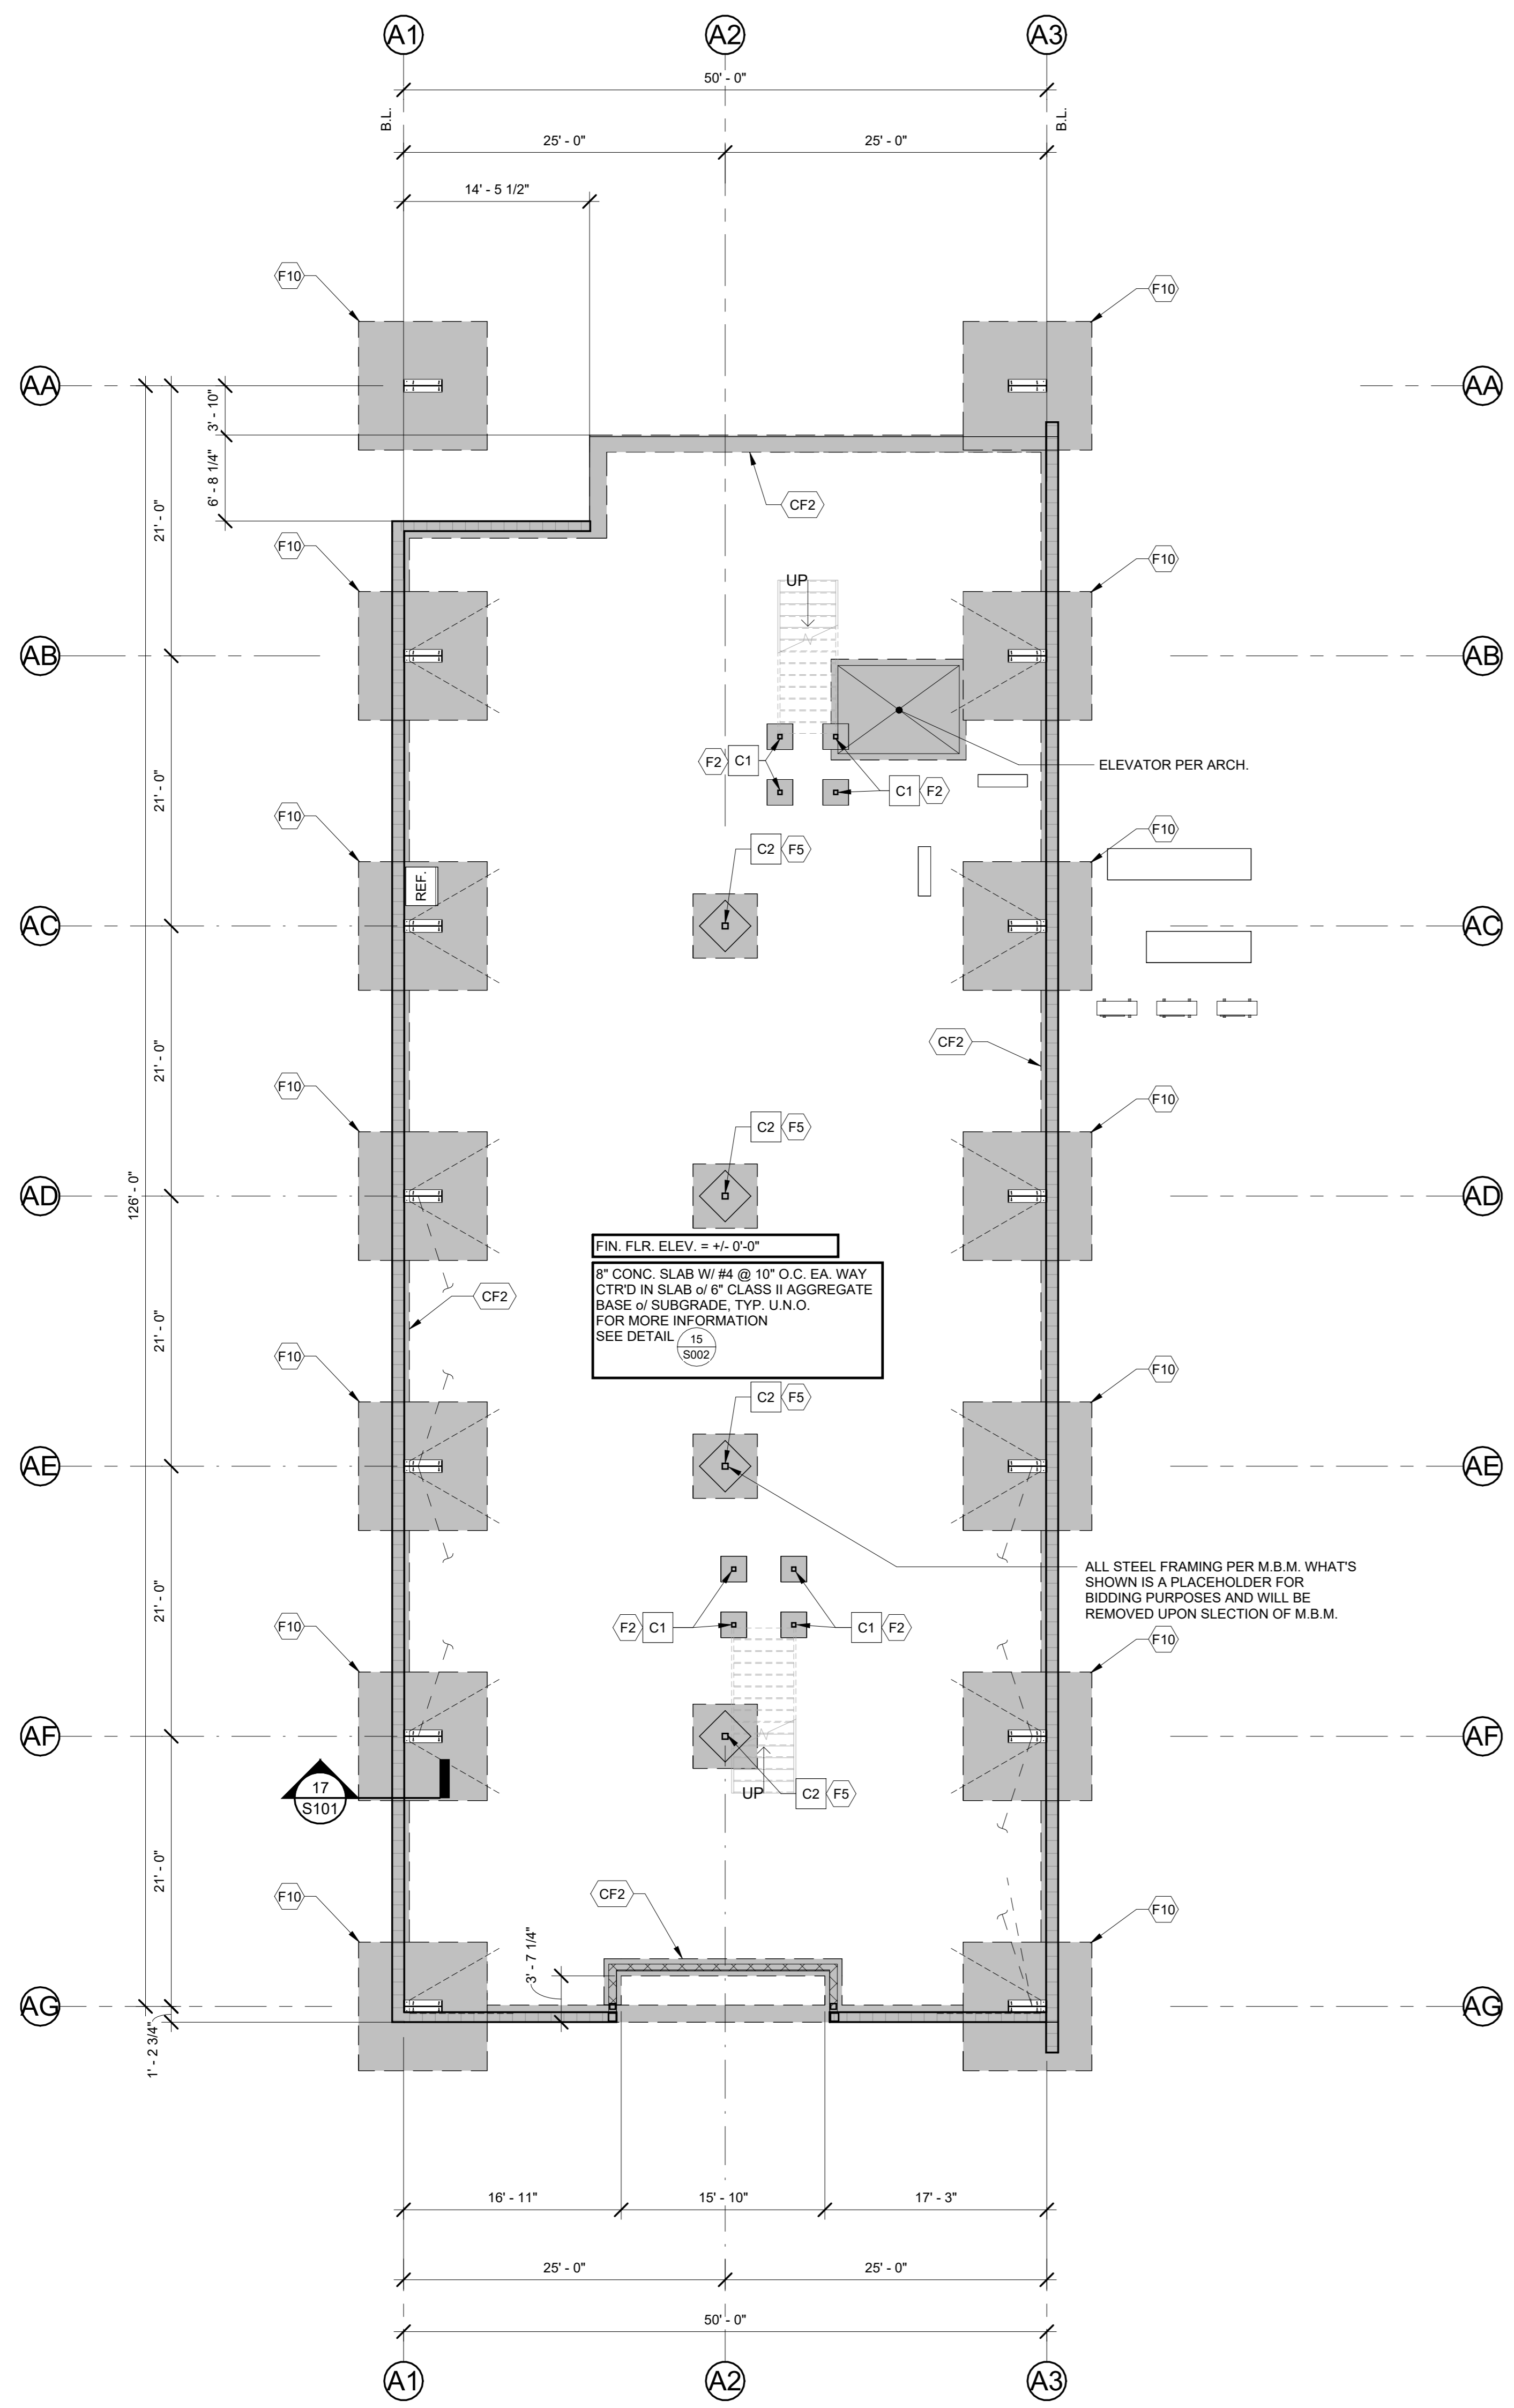 A1
A2
A3
50' - 0"
B.L.
B.L.
25' - 0"
25' - 0"
14' - 5 1/2"
F10
F10
AA
AA
3' - 10"
6' - 8 1/4"
21' - 0"
CF2
F10
F10
UP
AB
AB
F2
C1
ELEVATOR PER ARCH.
C1
F2
21' - 0"
F10
F10
C2
F5
REF.
AC
AC
CF2
21' - 0"
F10
F10
C2
F5
126' - 0"
AD
AD
FIN. FLR. ELEV. = +/- 0'-0"
8" CONC. SLAB W/ #4 @ 10" O.C. EA. WAY
CTR'D IN SLAB o/ 6" CLASS II AGGREGATE
BASE o/ SUBGRADE, TYP. U.N.O.
FOR MORE INFORMATION
SEE DETAIL
15
S002
CF2
21' - 0"
F10
F10
C2
F5
AE
AE
ALL STEEL FRAMING PER M.B.M. WHAT'S
SHOWN IS A PLACEHOLDER FOR
BIDDING PURPOSES AND WILL BE
REMOVED UPON SLECTION OF M.B.M.
21' - 0"
F2
C1
C1
F2
F10
F10
AF
AF
17
S101
UP
C2
F5
21' - 0"
CF2
F10
F10
3' - 7 1/4"
AG
AG
1' - 2 3/4"
16' - 11"
15' - 10"
17' - 3"
25' - 0"
25' - 0"
50' - 0"
A1
A2
A3